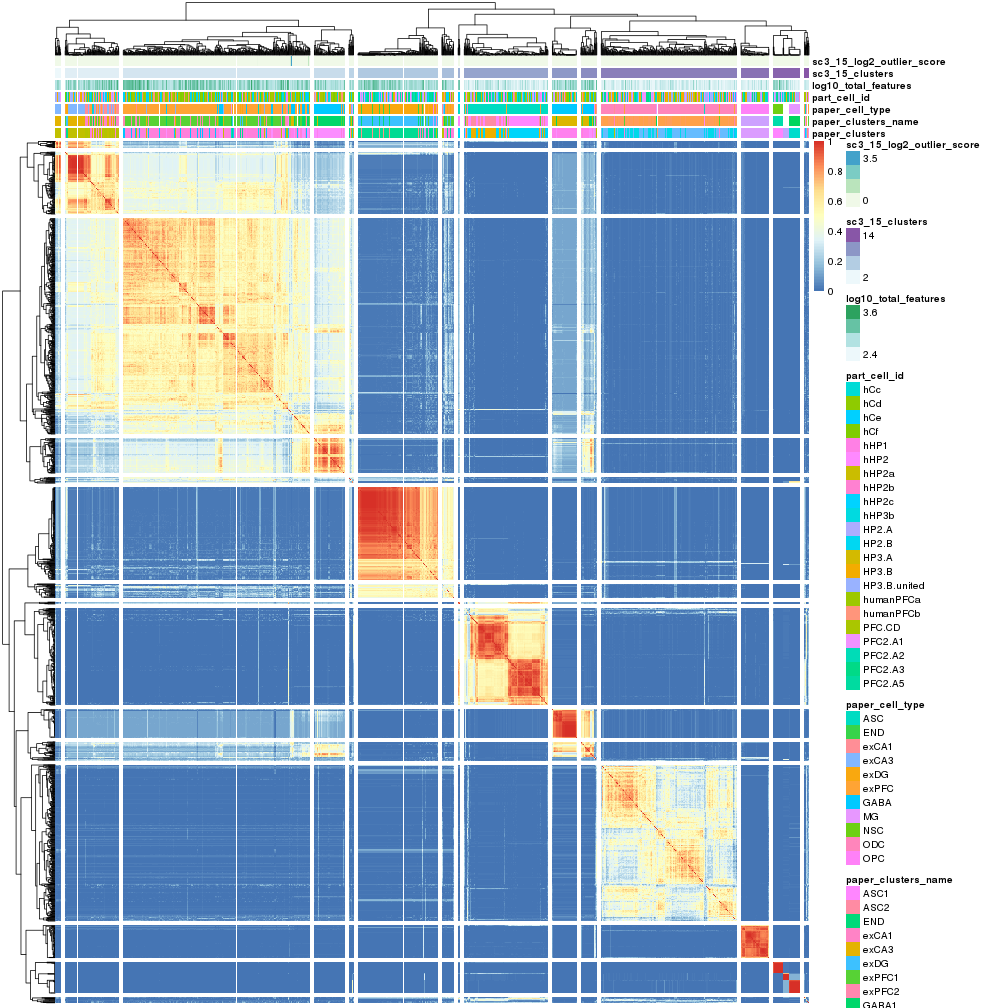 sc3_15_log2_outlier_score
sc3_15_clusters
log10_total_features
part_cell_id
paper_cell_type
paper_clusters_name
paper_clusters
1
0.8
0.6
0.4
0.2
0
sc3_15_log2_outlier_score
3.5
0
sc3_15_clusters
14
2
log10_total_features
3.6
2.4
part_cell_id
hCc
hCd
hCe
hCf
hHP1
hHP2
hHP2a
hHP2b
hHP2c
hHP3b
HP2.A
HP2.B
HP3.A
HP3.B
HP3.B.united
humanPFCa
humanPFCb
PFC.CD
PFC2.A1
PFC2.A2
PFC2.A3
PFC2.A5
paper_cell_type
ASC
END
exCA1
exCA3
exDG
exPFC
GABA
MG
NSC
ODC
OPC
paper_clusters_name
ASC1
ASC2
END
exCA1
exCA3
exDG
exPFC1
exPFC2
GABA1